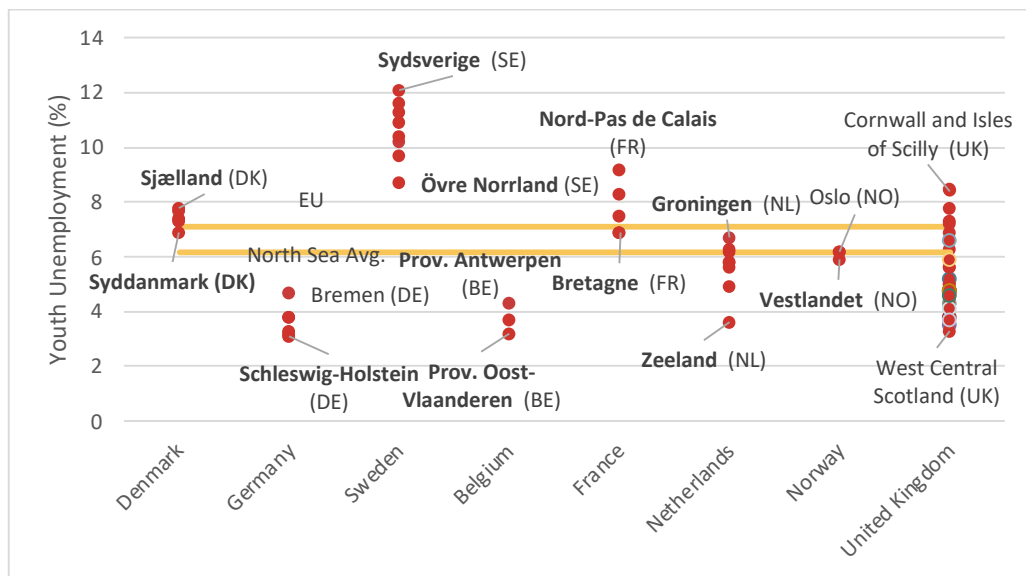 Youth Unemployment (%)
14
12
10
8
6
4
2
0
Sydsverige (SE)
Nord-Pas de Calais
(FR)
Cornwall and Isles
of Scilly (UK)
Sjælland (DK)
EU
Övre Norrland (SE)
Groningen (NL)
Oslo (NO)
North Sea Avg.
Prov. Antwerpen
(BE)
Syddanmark (DK)
Bremen (DE)
Bretagne (FR)
Vestlandet (NO)
Schleswig-Holstein
(DE)
Prov. Oost-
Vlaanderen (BE)
Zeeland (NL)
West Central
Scotland (UK)
Denmark
Germany
Sweden
Belgium
France
Netherlands
Norway
United Kingdom